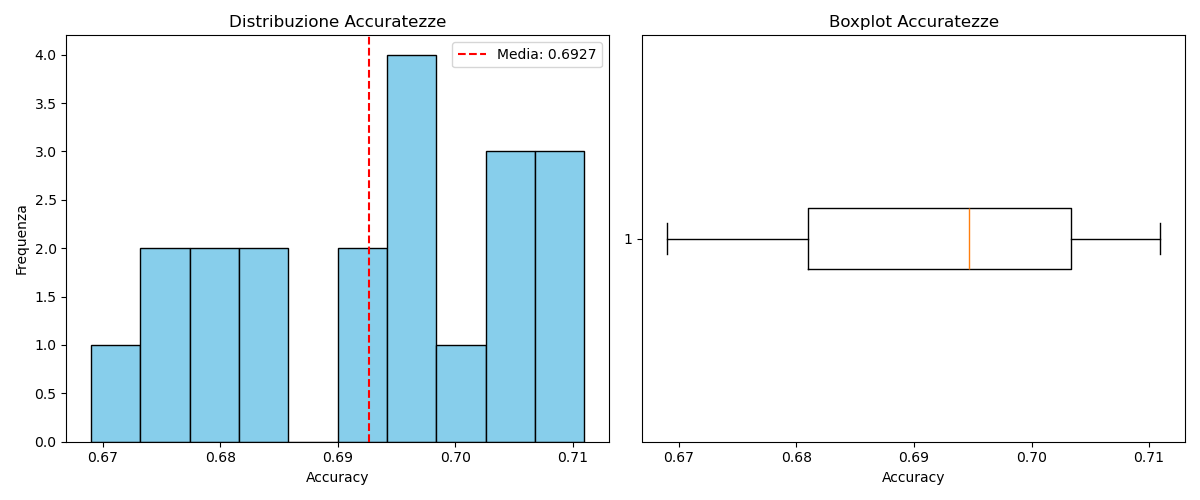 Distribuzione Accuratezze
Media: 0.6927
Frequenza
4.0
3.5
3.0
2.5
2.0
1.5
1.0
0.5
0.0
0.67 0.68 0.69 0.70 0.71
Accuracy
Boxplot Accuratezze
1
0.67 0.68 0.69 0.70 0.71
Accuracy